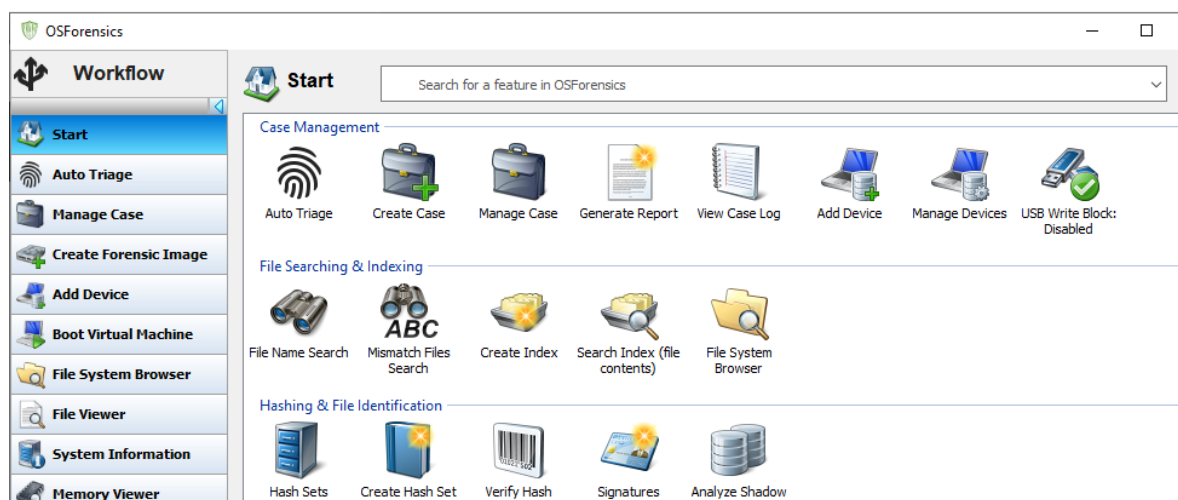 OSForensics
Workflow
Start
Auto Triage
Manage Case
Create Forensic Image
Add Device
Boot Virtual Machine
File System Browser
File Viewer
System Information
Memory Viewer
Start
Search for a feature in OSForensics
Case Management
Auto Triage
Create Case
Manage Case
Generate Report
View Case Log
Add Device
Manage Devices
USB Write Block:
Disabled
File Searching & Indexing
File Name Search
ABC
Mismatch Files
Search
Create Index
Search Index (file
contents)
File System
Browser
Hashing & File Identification
Hash Sets
Create Hash Set
Verify Hash
Signatures
Analyze Shadow